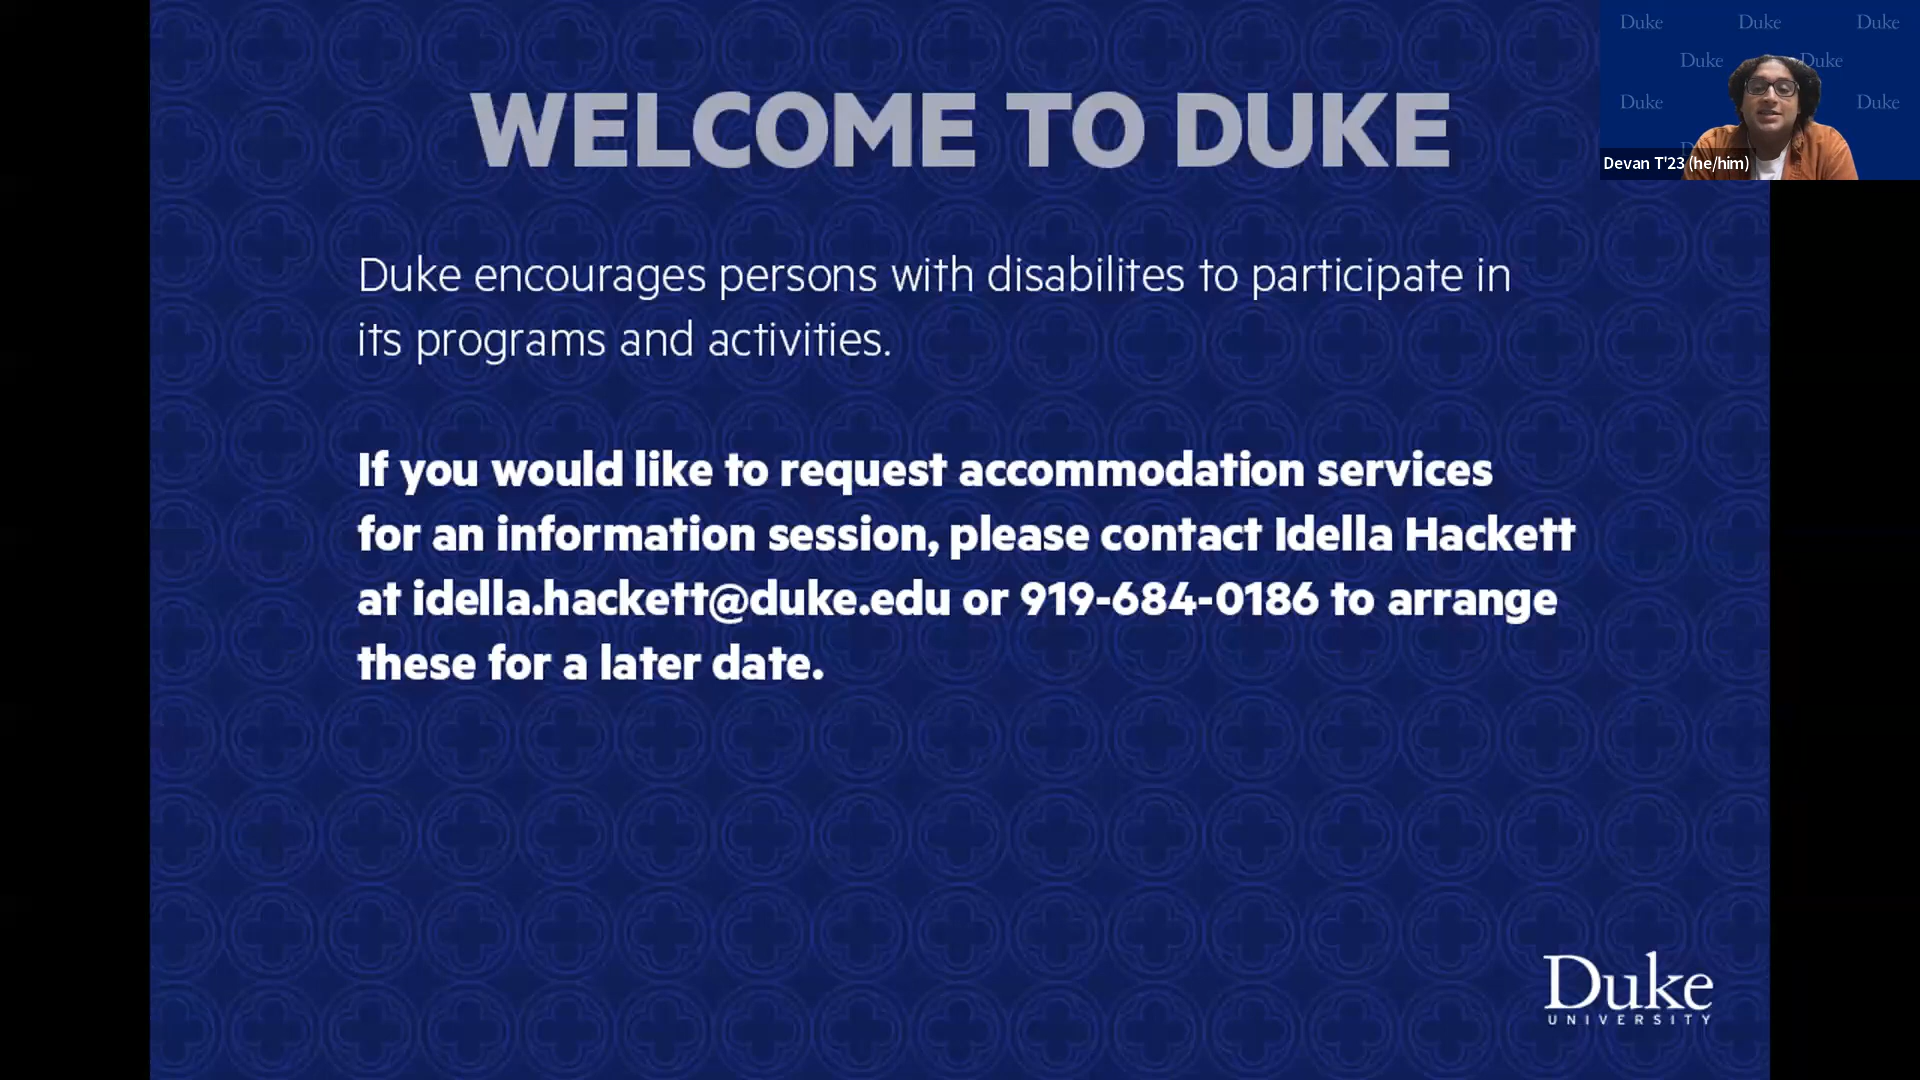 WELCOME TO DUKE
Duke encourages persons with disabilites to participate in
its programs and activities.
If you would like to request accommodation services
for an information session, please contact Idella Hackett
at idella.hackett@duke.edu or 919-684-0186 to arrange
these for a later date.
Duke
UNIVERSITY
Duke Duke Duke
Duke Duke
Duke Duke
Devan T'23 (he/him)